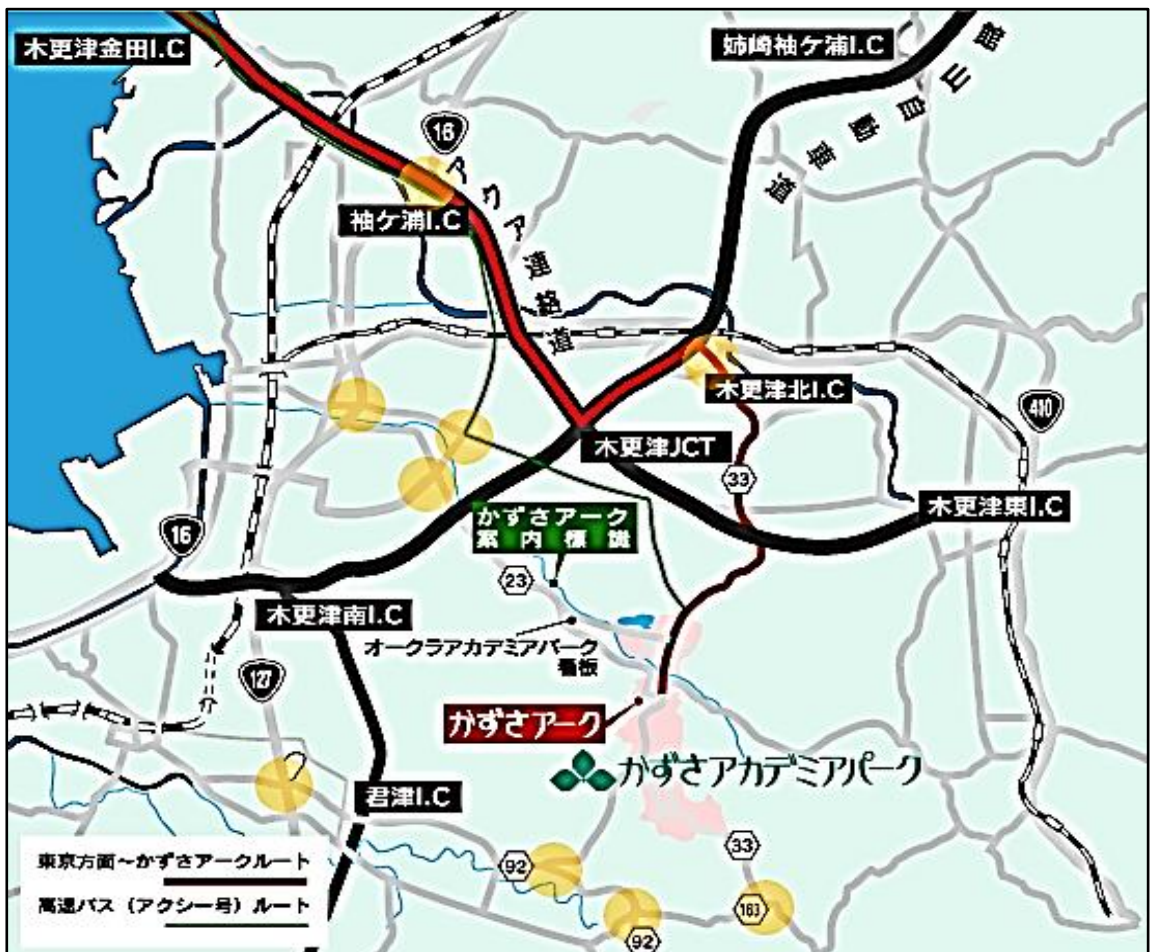 木更津金田I.C
姉崎袖ケ浦I.C
館山自動車道
16
アクア連絡道
袖ケ浦I.C
木更津北I.C
410
木更津JCT
33
木更津東I.C
かずさアーク
案内標識
16
23
木更津南I.C
オークラアカデミアパーク
看板
127
かずさアーク
かずさアカデミアパーク
君津I.C
33
東京方面~かずさアークルート
92
高速バス(アクシー号)ルート
163
92